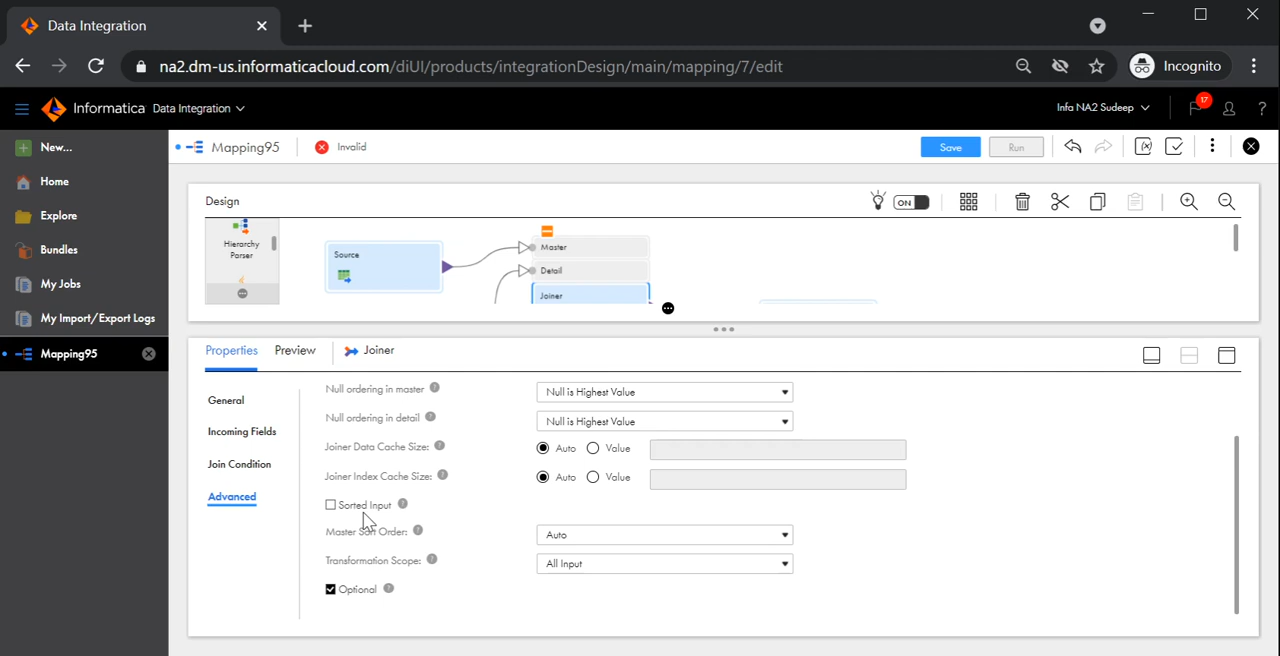 Data Integration
na2.dm-us.informaticacloud.com/diUI/products/integrationDesign/main/mapping/7/edit
Incognito
Informatica Data Integration
Infa NA2 Sudeep
17
?
New...
Home
Explore
Bundles
My Jobs
My Import/Export Logs
Mapping95
Mapping95
Invalid
Save
Run
Design
ON
Hierarchy
Parser
Source
Master
Detail
Joiner
Properties
Preview
Joiner
General
Incoming Fields
Join Condition
Advanced
Null ordering in master ?
Null is Highest Value
Null ordering in detail ?
Null is Highest Value
Joiner Data Cache Size: ?
Auto Value
Joiner Index Cache Size: ?
Auto Value
Sorted Input ?
Master Sort Order: ?
Auto
Transformation Scope: ?
All Input
Optional ?